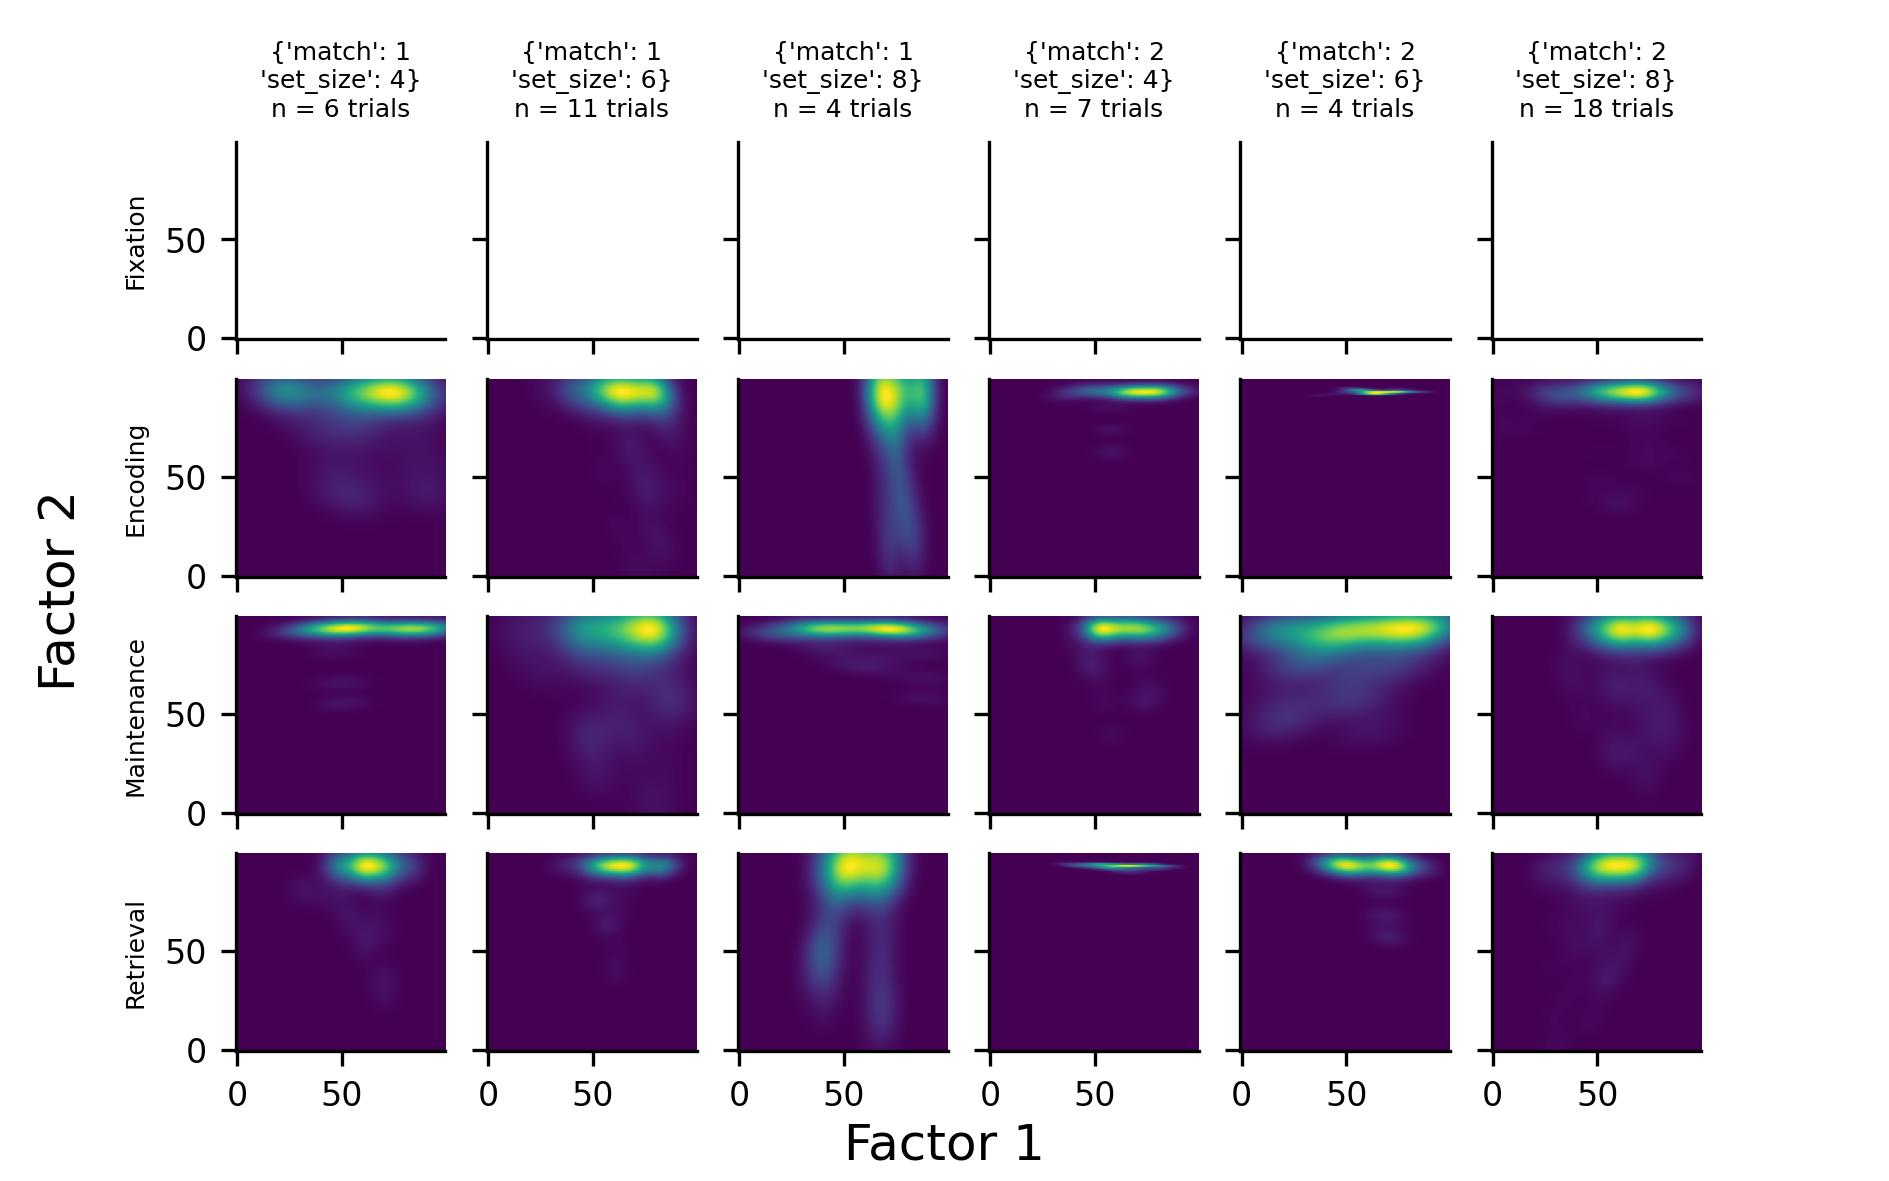 {'match': 1
'set_size': 4}
n = 6 trials
{'match': 1
'set_size': 6}
n = 11 trials
{'match': 1
'set_size': 8}
n = 4 trials
{'match': 2
'set_size': 4}
n = 7 trials
{'match': 2
'set_size': 6}
n = 4 trials
{'match': 2
'set_size': 8}
n = 18 trials
Factor 2
Fixation
50
0
Encoding
50
0
Maintenance
50
0
Retrieval
50
0
0 50 0 50 0 50 0 50 0 50 0 50
Factor 1